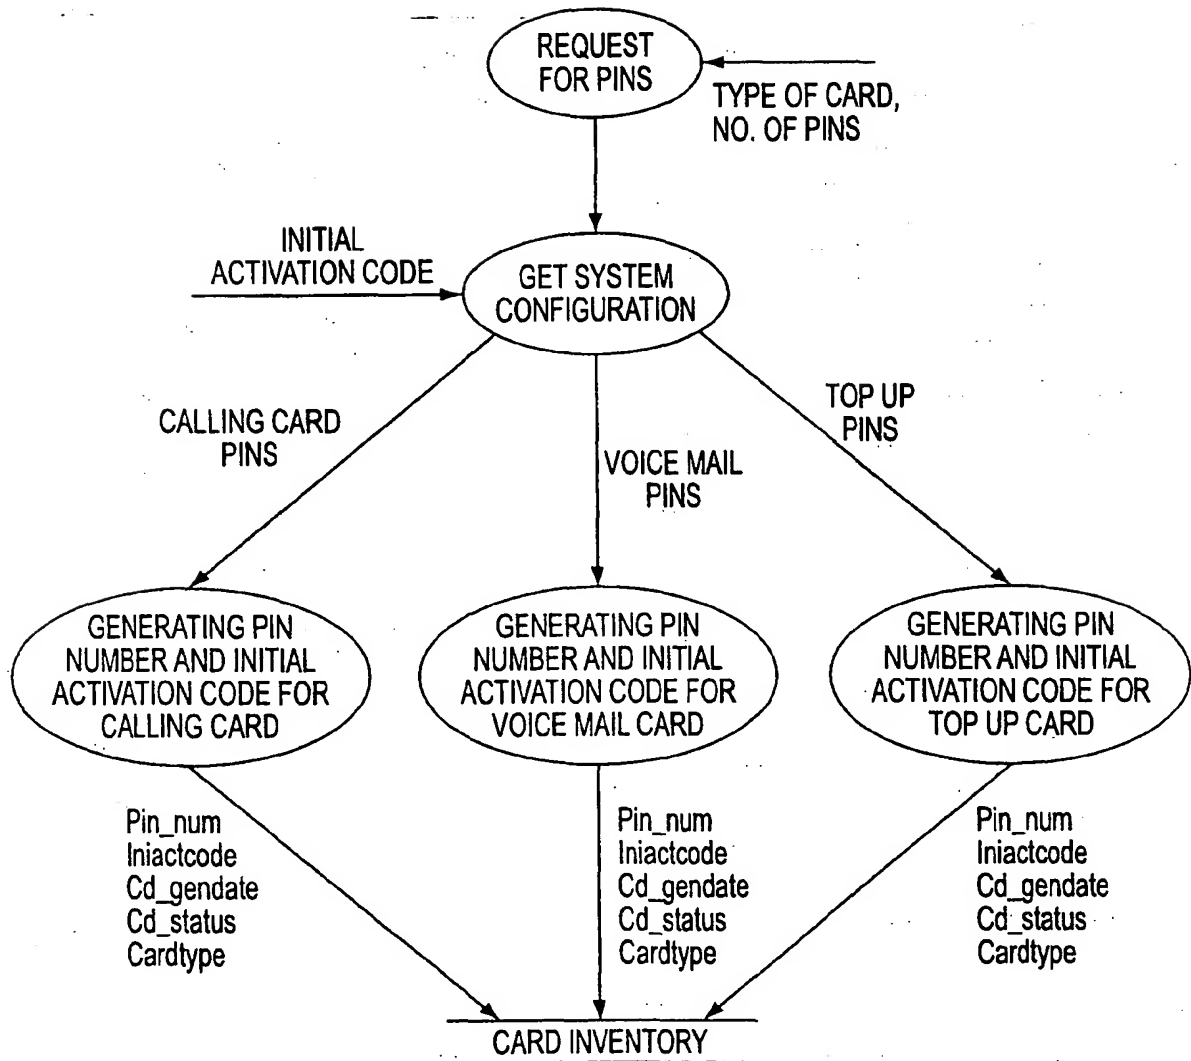 REQUEST
FOR PINS
TYPE OF CARD,
NO. OF PINS
INITIAL
ACTIVATION CODE
GET SYSTEM
CONFIGURATION
CALLING CARD
PINS
VOICE MAIL
PINS
TOP UP
PINS
GENERATING PIN
NUMBER AND INITIAL
ACTIVATION CODE FOR
CALLING CARD
GENERATING PIN
NUMBER AND INITIAL
ACTIVATION CODE FOR
VOICE MAIL CARD
GENERATING PIN
NUMBER AND INITIAL
ACTIVATION CODE FOR
TOP UP CARD
Pin_num
Iniactcode
Cd_gendate
Cd_status
Cardtype
Pin_num
Iniactcode
Cd_gendate
Cd_status
Cardtype
Pin_num
Iniactcode
Cd_gendate
Cd_status
Cardtype
CARD INVENTORY